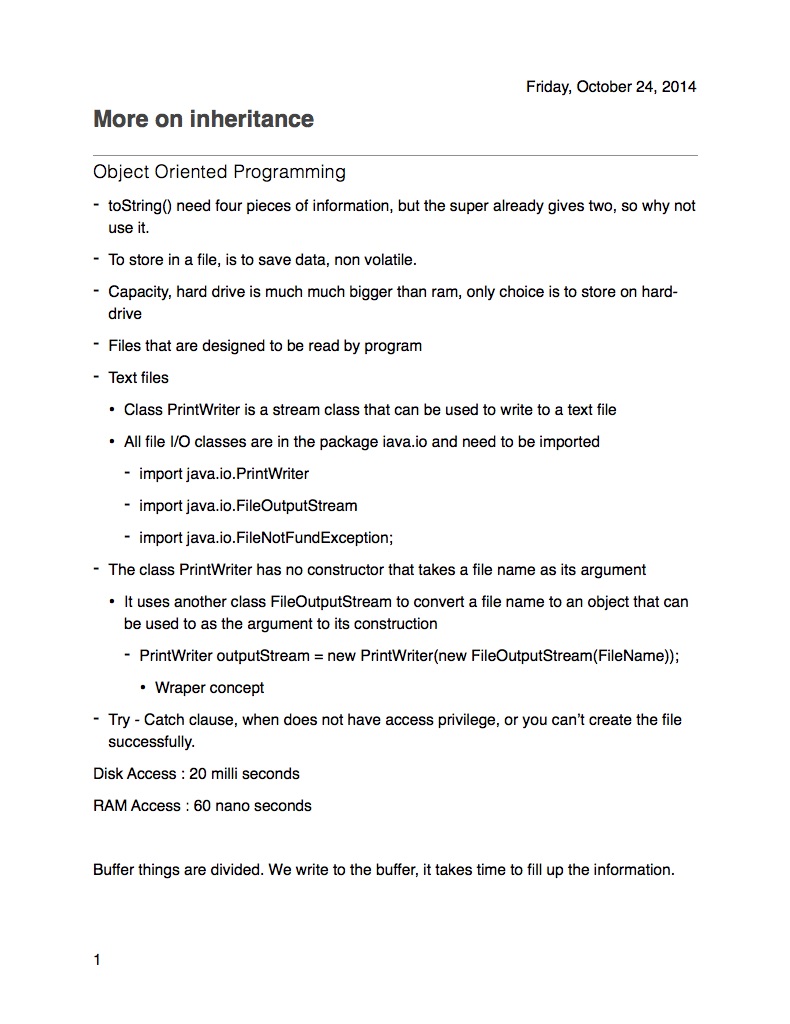 Friday, October 24, 2014
More on inheritance
Object Oriented Programming
- toString() need four pieces of information, but the super already gives two, so why not
use it.
- To store in a file, is to save data, non volatile.
- Capacity, hard drive is much much bigger than ram, only choice is to store on hard-
drive
- Files that are designed to be read by program
- Text files
• Class PrintWriter is a stream class that can be used to write to a text file
• All file I/O classes are in the package iava.io and need to be imported
- import java.io.PrintWriter
- import java.io.FileOutputStream
- import java.io.FileNotFundException;
- The class PrintWriter has no constructor that takes a file name as its argument
• It uses another class FileOutputStream to convert a file name to an object that can
be used to as the argument to its construction
- PrintWriter outputStream = new PrintWriter(new FileOutputStream(FileName));
• Wraper concept
- Try - Catch clause, when does not have access privilege, or you can’t create the file
successfully.
Disk Access : 20 milli seconds
RAM Access : 60 nano seconds
Buffer things are divided. We write to the buffer, it takes time to fill up the information.
1